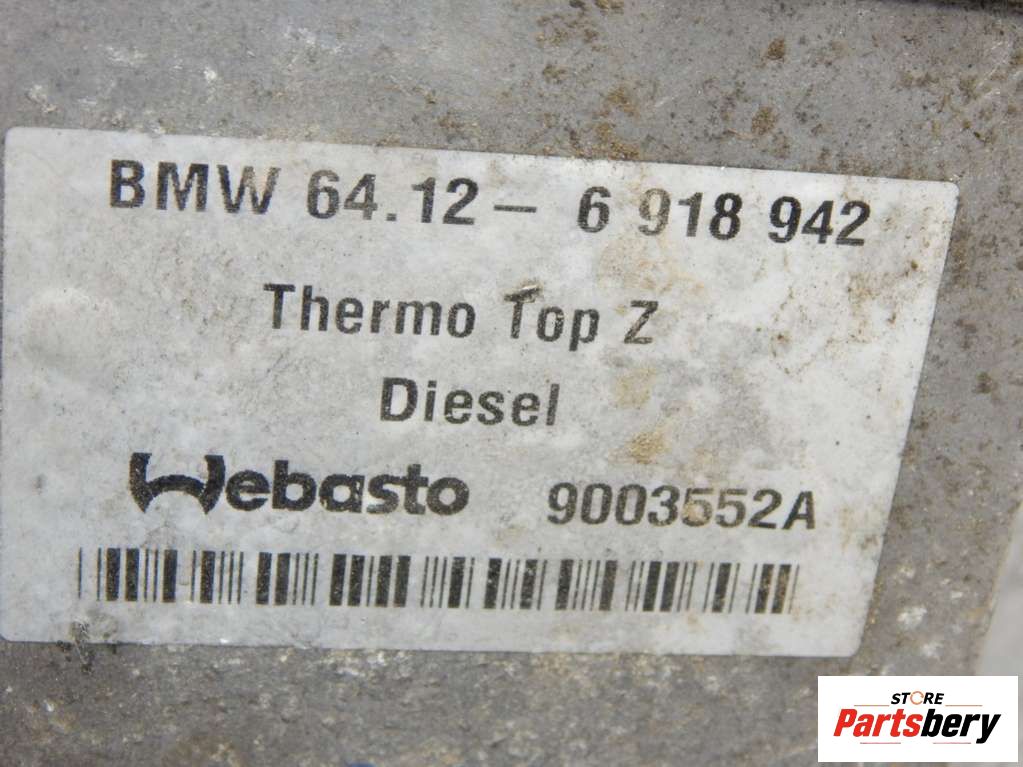 BMW 64.12 – 6 918 942
Thermo Top Z
Diesel
Webasto 9003552A
STORE
Partsbery